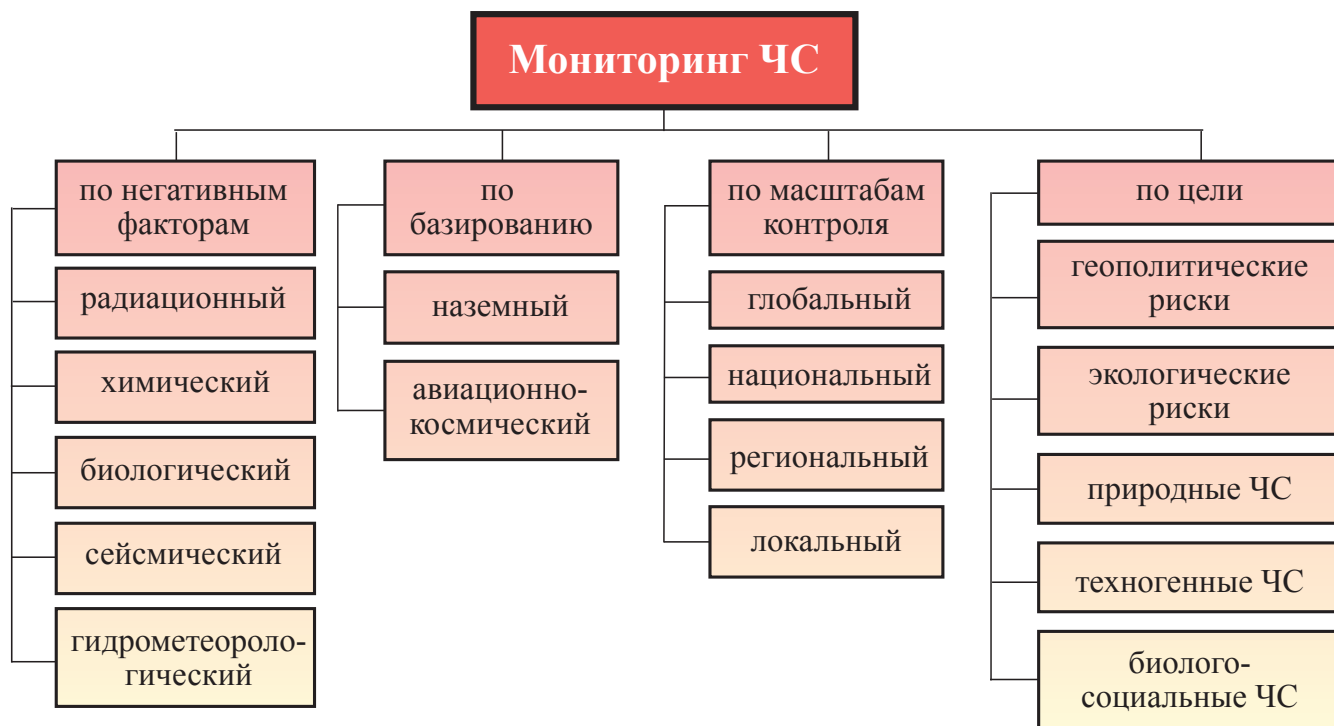 Мониторинг ЧС
по негативным
факторам
радиационный
химический
биологический
сейсмический
гидрометеороло-
гический
по
базированию
наземный
авиационно-
космический
по масштабам
контроля
глобальный
национальный
региональный
локальный
по цели
геополитические
риски
экологические
риски
природные ЧС
техногенные ЧС
биолого-
социальные ЧС